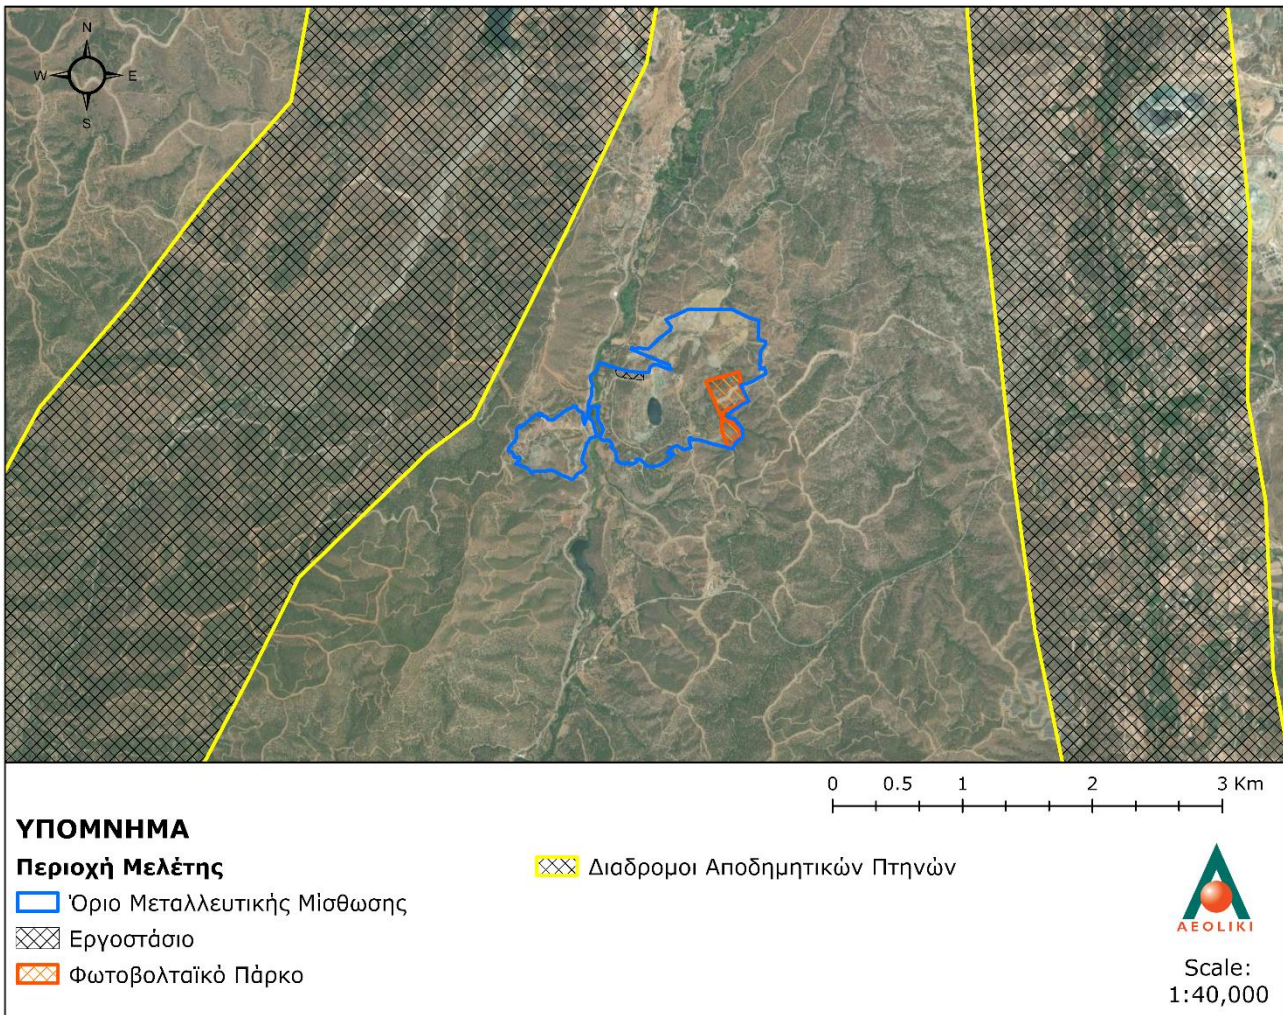 N
W E
S
0 0.5 1 2 3 Km
ΥΠΟΜΝΗΜΑ
Περιοχή Μελέτης
Όριο Μεταλλευτικής Μίσθωσης
Εργοστάσιο
Φωτοβολταϊκό Πάρκο
Διαδρομοι Αποδημητικών Πτηνών
AEOLIKI
Scale:
1:40,000